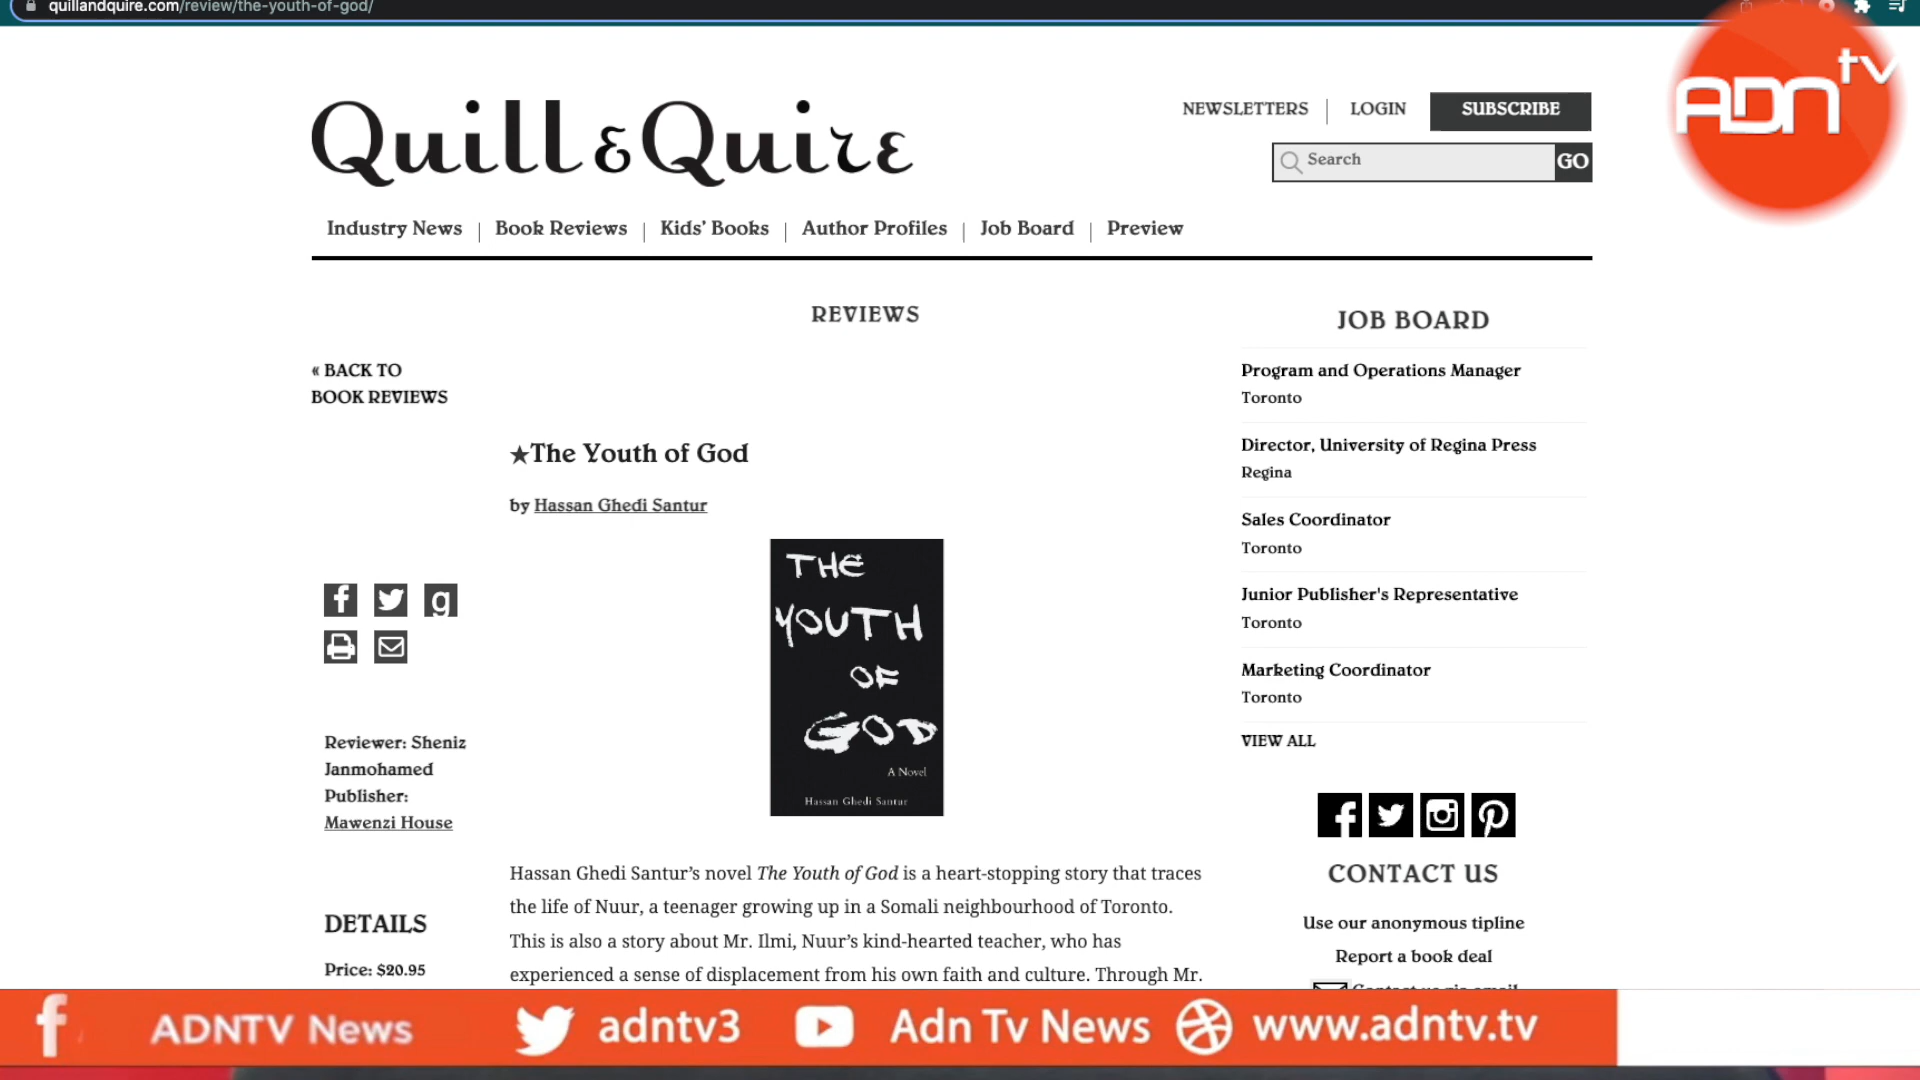 quillandquire.com/review/the-youth-of-god/
ADN tv
Quill & Quire
NEWSLETTERS
LOGIN
SUBSCRIBE
Search
GO
Industry News
Book Reviews
Kids' Books
Author Profiles
Job Board
Preview
REVIEWS
« BACK TO
BOOK REVIEWS
★The Youth of God
by Hassan Ghedi Santur
THE
YOUTH
OF
GOD
A Novel
Hassan Ghedi Santur
Reviewer: Sheniz
Janmohamed
Publisher:
Mawenzi House
DETAILS
Price: $20.95
Hassan Ghedi Santur’s novel The Youth of God is a heart-stopping story that traces
the life of Nuur, a teenager growing up in a Somali neighbourhood of Toronto.
This is also a story about Mr. Ilmi, Nuur’s kind-hearted teacher, who has
experienced a sense of displacement from his own faith and culture. Through Mr.
JOB BOARD
Program and Operations Manager
Toronto
Director, University of Regina Press
Regina
Sales Coordinator
Toronto
Junior Publisher's Representative
Toronto
Marketing Coordinator
Toronto
VIEW ALL
CONTACT US
Use our anonymous tipline
Report a book deal
Contact us via email
ADNTV News
adntv3
Adn Tv News
www.adntv.tv